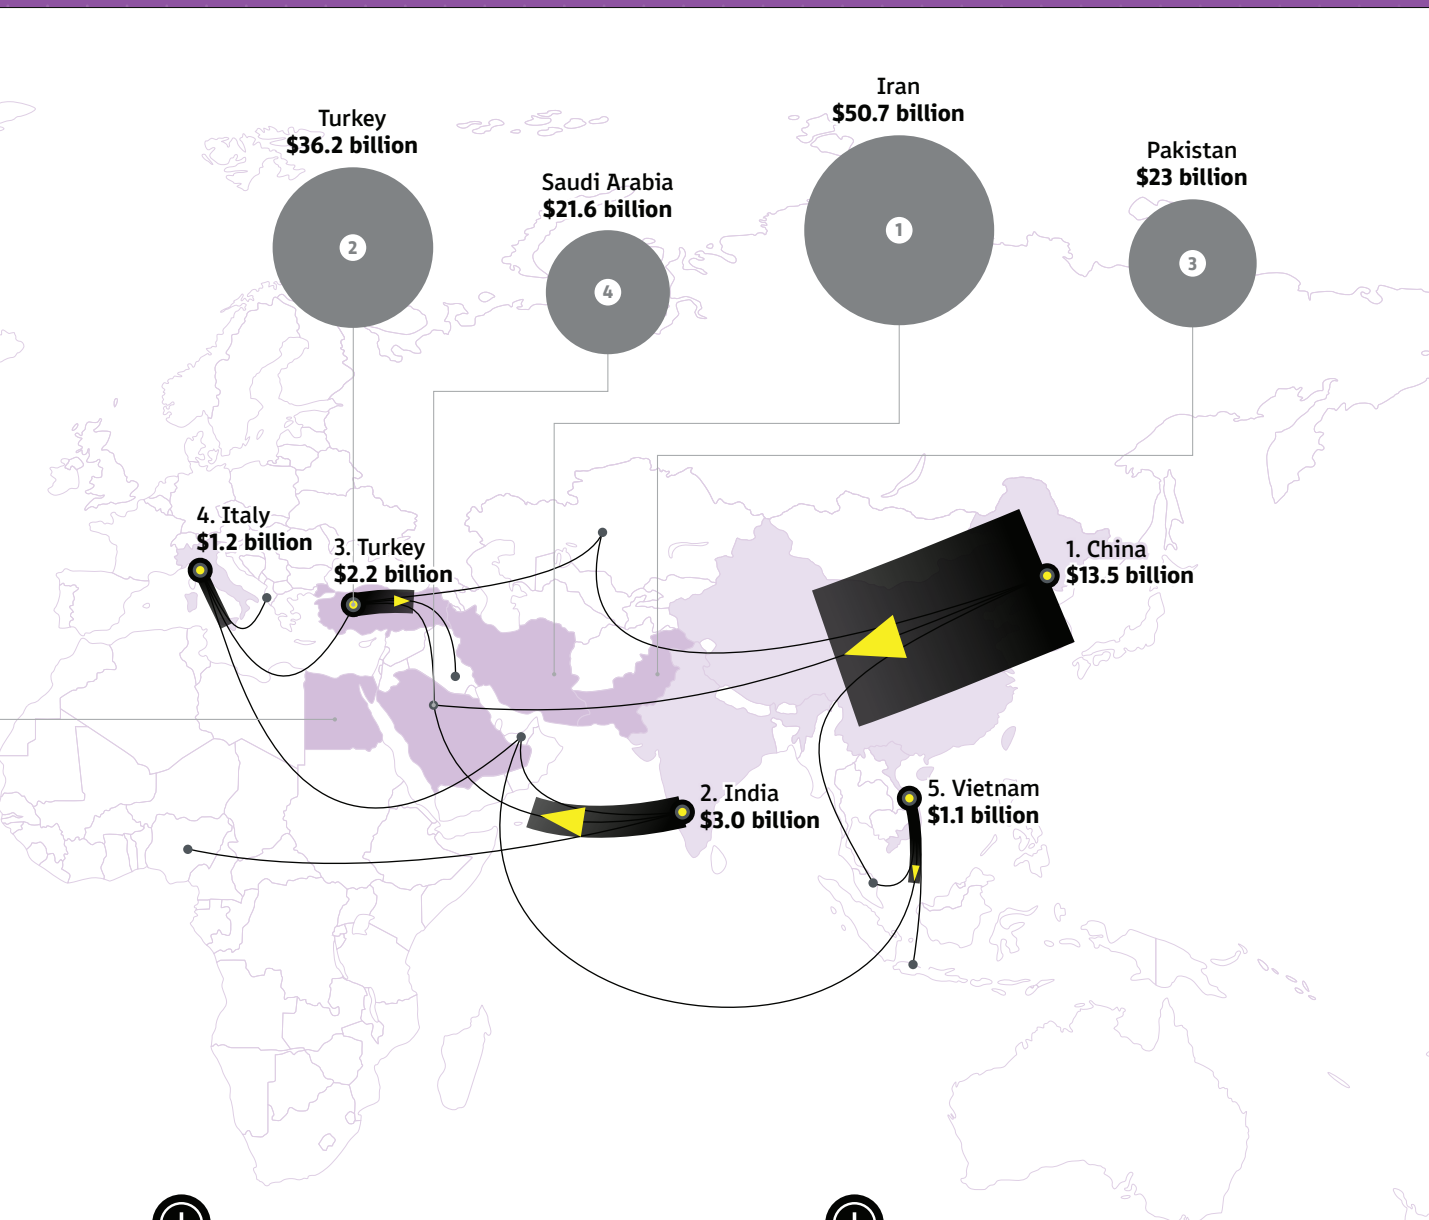 Iran
$50.7 billion
Turkey
$36.2 billion
Pakistan
$23 billion
Saudi Arabia
$21.6 billion
1
2
3
4
4. Italy
$1.2 billion
3. Turkey
$2.2 billion
1. China
$13.5 billion
2. India
$3.0 billion
5. Vietnam
$1.1 billion